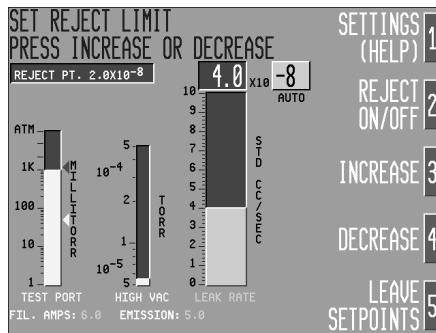 SET REJECT LIMIT
PRESS INCREASE OR DECREASE
REJECT PT. 2.0X10-8
4.0 X10 -8
AUTO
SETTINGS (HELP) 1
REJECT ON/OFF 2
INCREASE 3
DECREASE 4
LEAVE SETPOINTS 5
ATM
1K
100
10
1
MILLITORR
TEST PORT
5
10-4
2
1
10-5
5
TORR
HIGH VAC
10
9
8
7
6
5
4
3
2
1
0
STD CC/SEC
LEAK RATE
FIL. AMPS: 6.0 EMISSION: 5.0